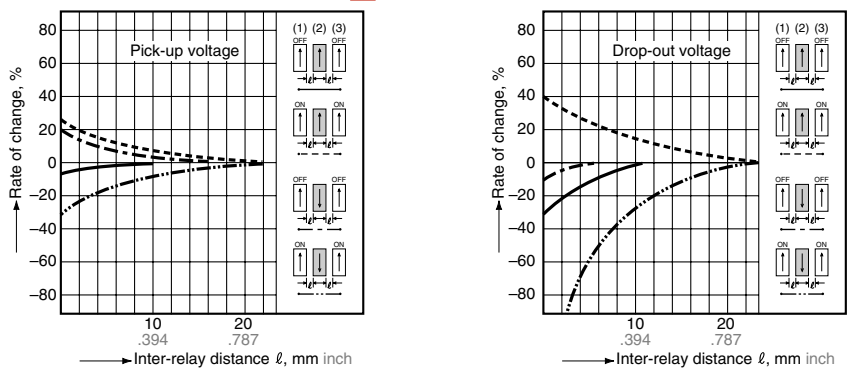 Pick-up voltage
Rate of change, %
80
60
40
20
0
–20
–40
–60
–80
10
20
.394
.787
Inter-relay distance ℓ, mm inch
(1) (2) (3)
OFF OFF
ℓ ℓ
ON ON
ℓ ℓ
OFF OFF
ℓ ℓ
ON ON
ℓ ℓ
Drop-out voltage
Rate of change, %
80
60
40
20
0
–20
–40
–60
–80
10
20
.394
.787
Inter-relay distance ℓ, mm inch
(1) (2) (3)
OFF OFF
ℓ ℓ
ON ON
ℓ ℓ
OFF OFF
ℓ ℓ
ON ON
ℓ ℓ